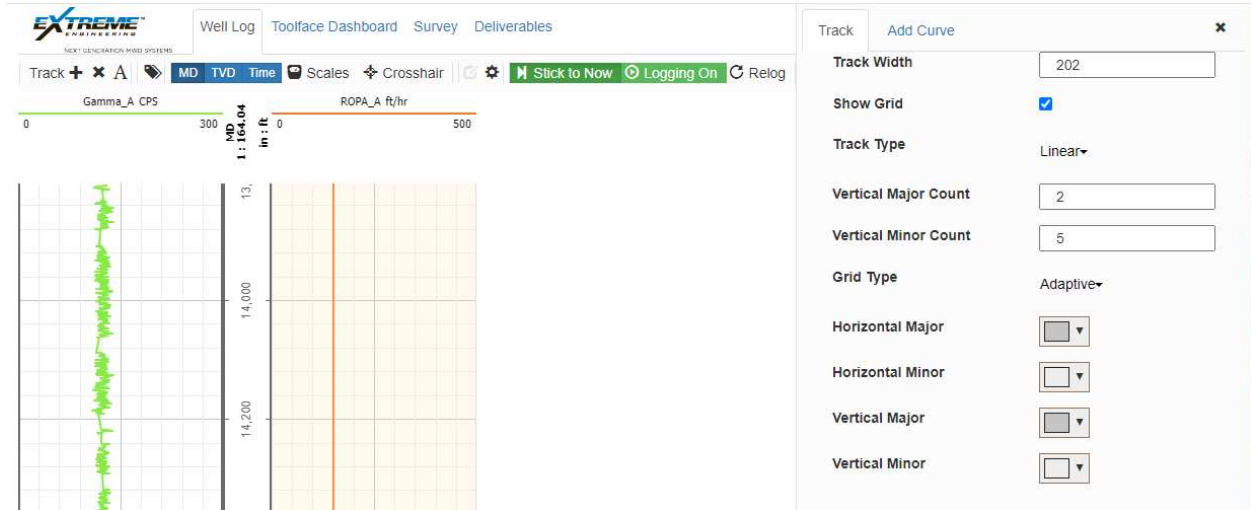 EXTREME™
ENGINEERING
NEXT GENERATION MWD SYSTEMS
Well Log Toolface Dashboard Survey Deliverables
Track A MD TVD Time Scales Crosshair Stick to Now Logging On Relog
Gamma_A CPS
0 300
MD
1 : 164.04
in : ft
ROPA_A ft/hr
0 500
13,
14,000
14,200
Track Add Curve
Track Width 202
Show Grid
Track Type Linear
Vertical Major Count 2
Vertical Minor Count 5
Grid Type Adaptive
Horizontal Major
Horizontal Minor
Vertical Major
Vertical Minor